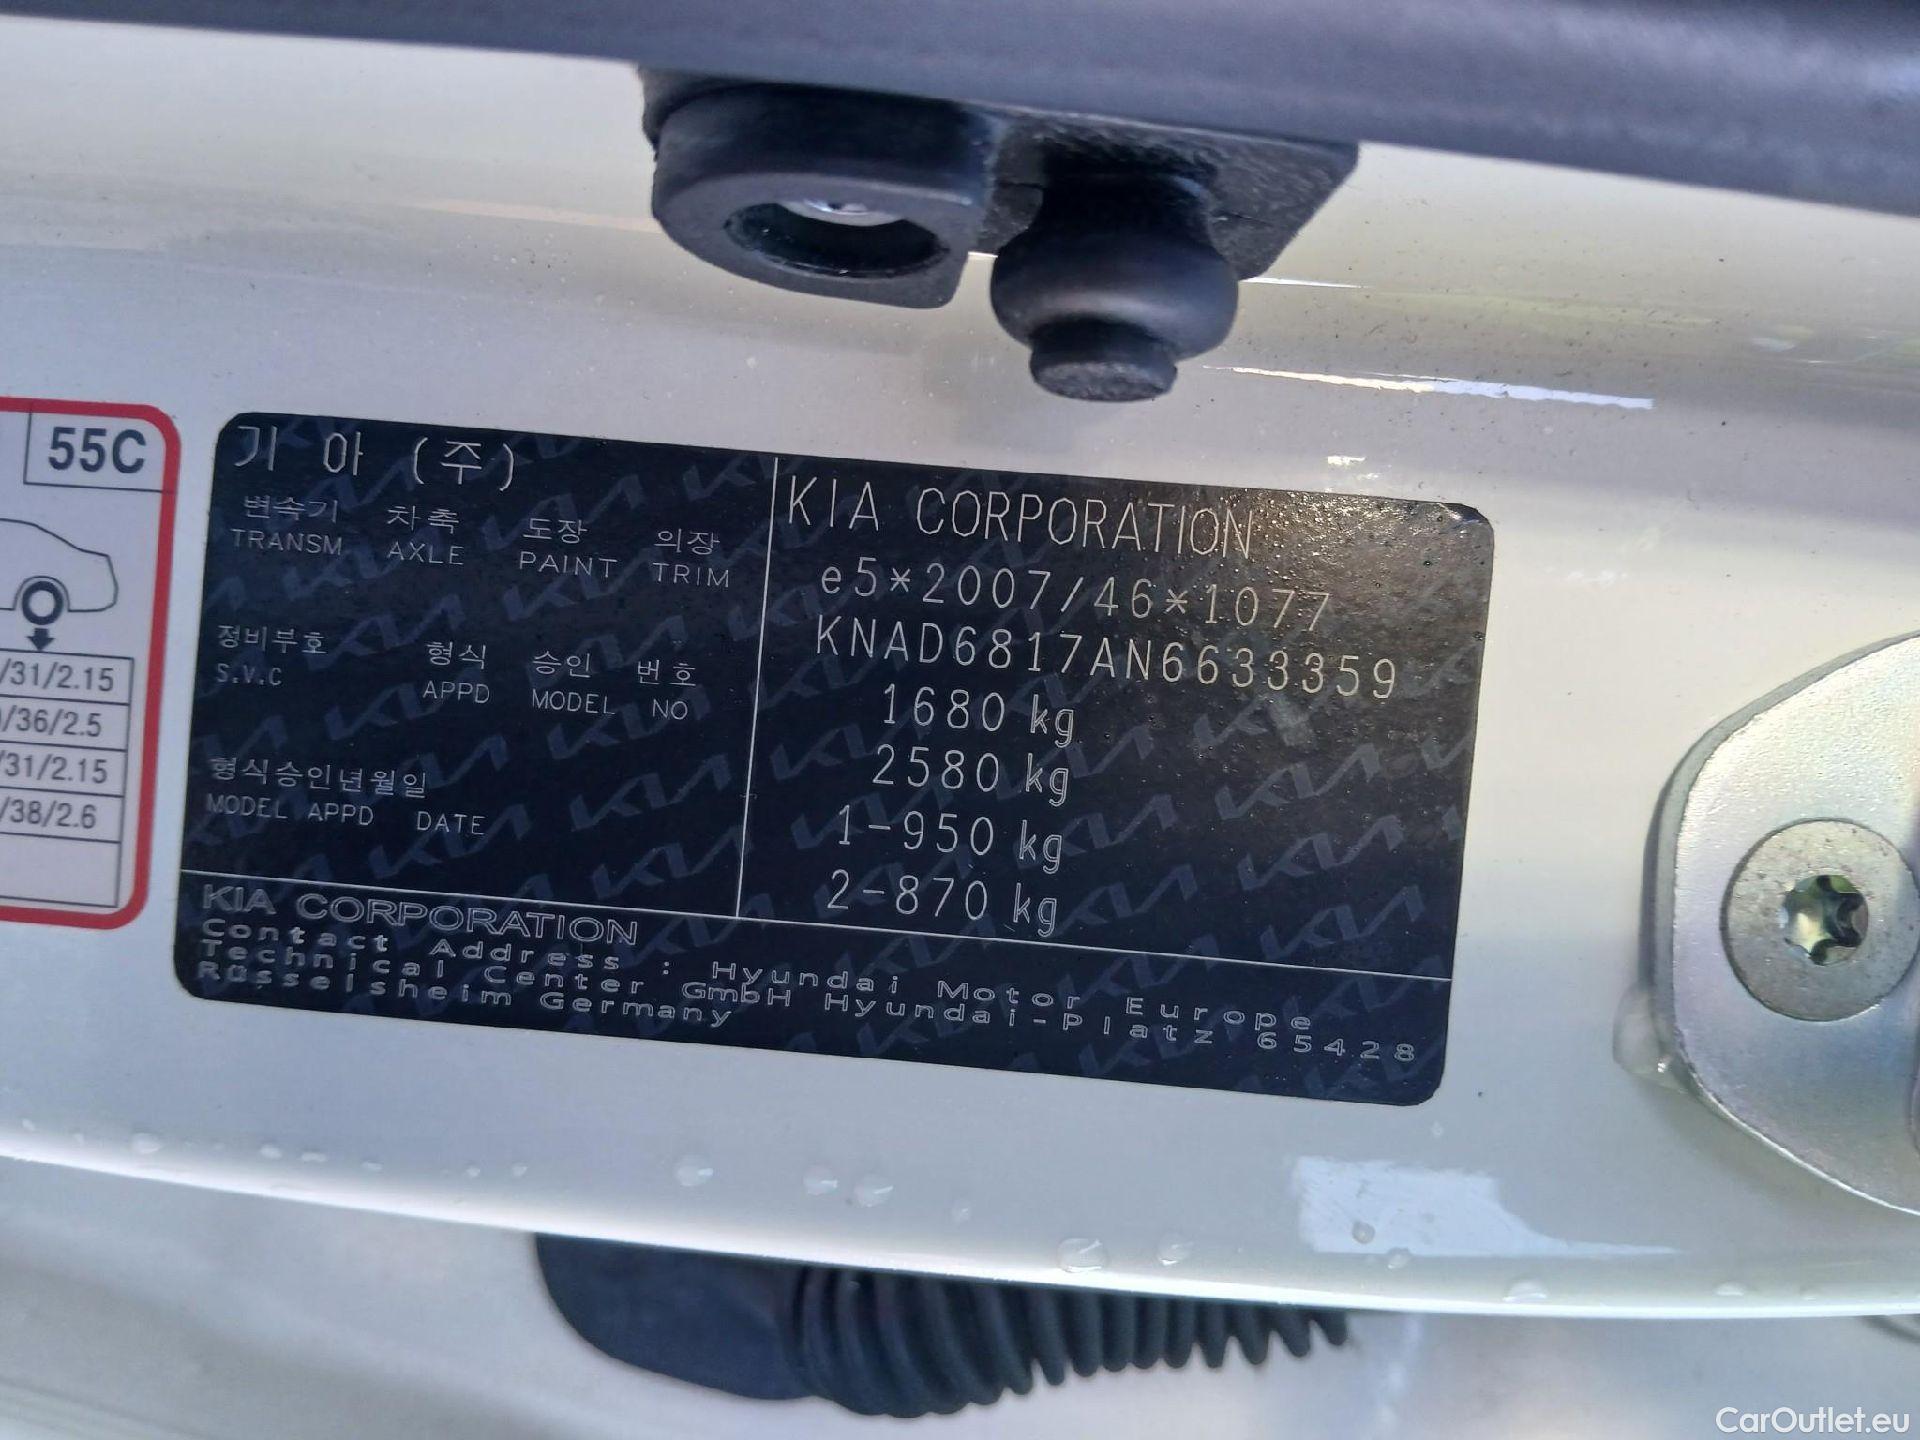 55C
/31/2.15
/36/2.5
/31/2.15
/38/2.6
기 아 (주)
변속기 차축 도장 의장
TRANSM AXLE PAINT TRIM
정비부호 형식 승인 번호
S.V.C APPD MODEL NO
형식승인년월일
MODEL APPD DATE
KIA CORPORATION
e5*2007/46*1077
KNAD6817AN6633359
1680 kg
2580 kg
1-950 kg
2-870 kg
KIA CORPORATION
Contact Address : Hyundai Motor Europe
Technical Center GmbH Hyundai-Platz 65428
Rüsselsheim Germany
CarOutlet.eu